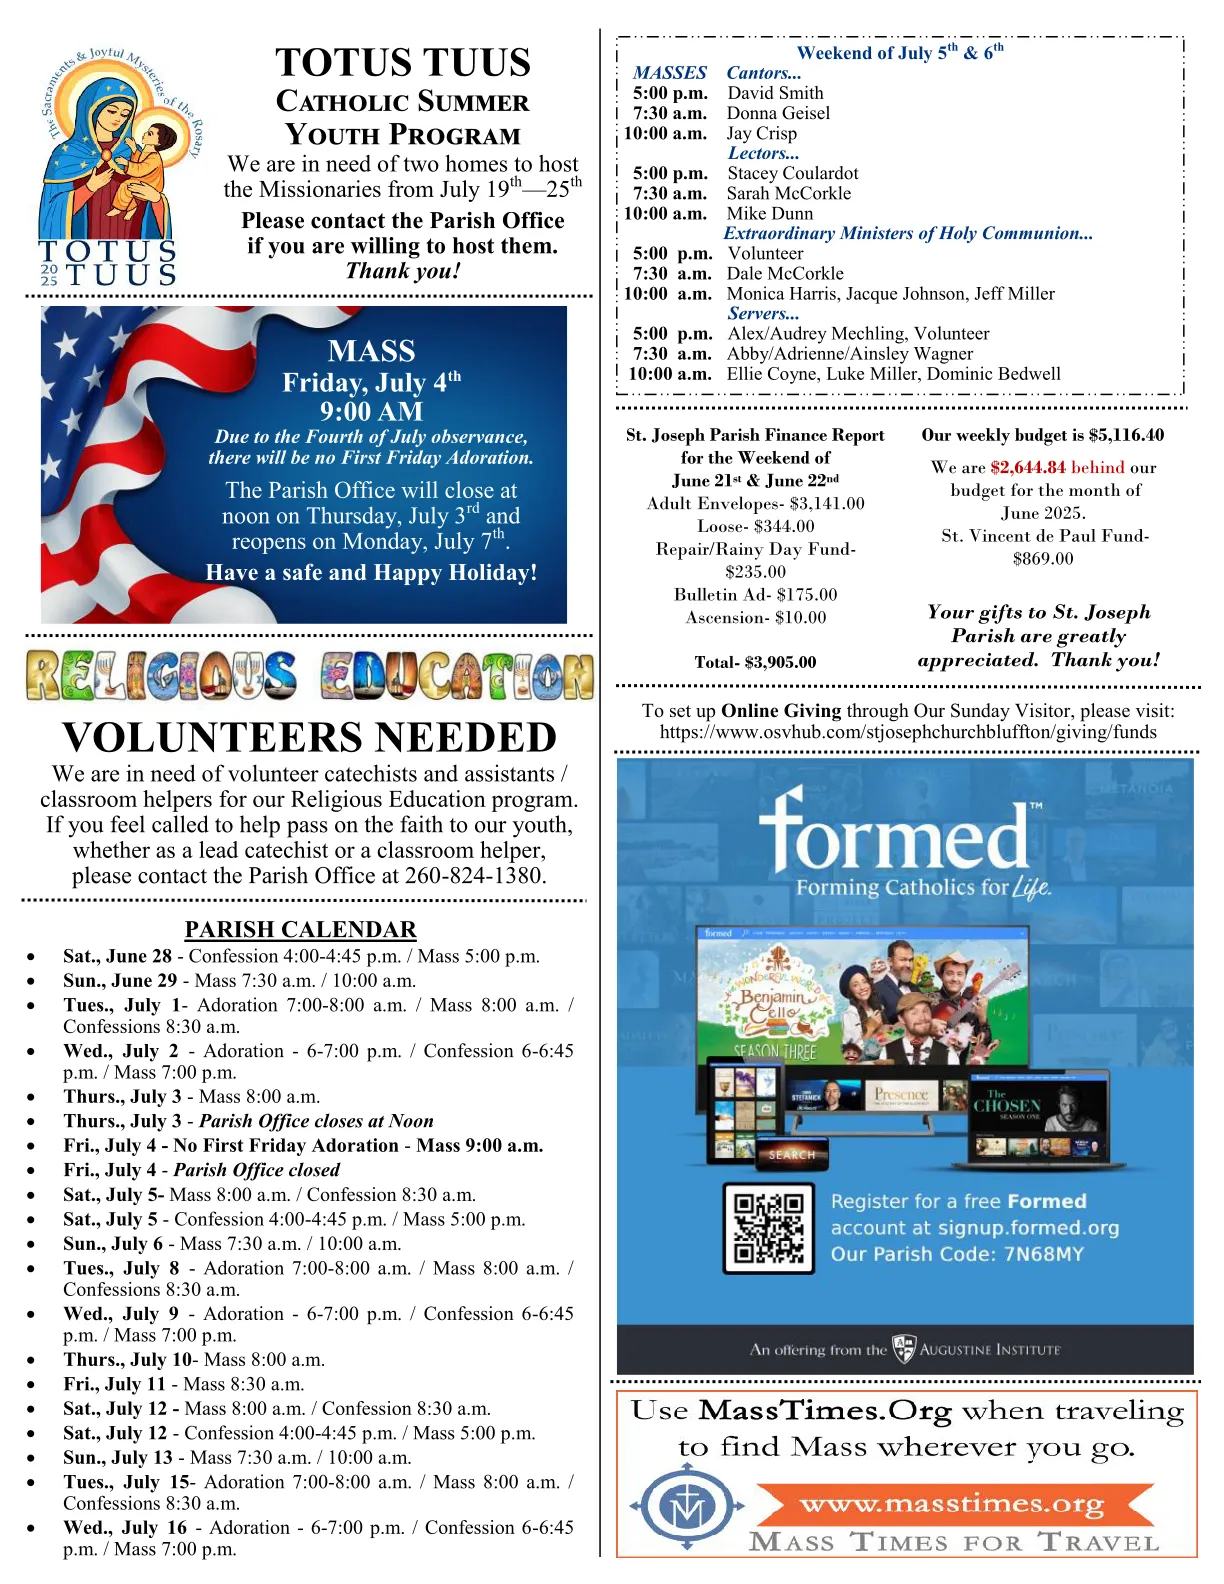 The Sacraments & Joyful Mysteries of the Rosary
TOTUS
20
25 TUUS
TOTUS TUUS
CATHOLIC SUMMER
YOUTH PROGRAM
We are in need of two homes to host
the Missionaries from July 19th—25th
Please contact the Parish Office
if you are willing to host them.
Thank you!
MASS
Friday, July 4th
9:00 AM
Due to the Fourth of July observance,
there will be no First Friday Adoration.
The Parish Office will close at
noon on Thursday, July 3rd and
reopens on Monday, July 7th.
Have a safe and Happy Holiday!
RELIGIOUS EDUCATION
VOLUNTEERS NEEDED
We are in need of volunteer catechists and assistants /
classroom helpers for our Religious Education program.
If you feel called to help pass on the faith to our youth,
whether as a lead catechist or a classroom helper,
please contact the Parish Office at 260-824-1380.
PARISH CALENDAR
• Sat., June 28 - Confession 4:00-4:45 p.m. / Mass 5:00 p.m.
• Sun., June 29 - Mass 7:30 a.m. / 10:00 a.m.
• Tues., July 1- Adoration 7:00-8:00 a.m. / Mass 8:00 a.m. /
Confessions 8:30 a.m.
• Wed., July 2 - Adoration - 6-7:00 p.m. / Confession 6-6:45
p.m. / Mass 7:00 p.m.
• Thurs., July 3 - Mass 8:00 a.m.
• Thurs., July 3 - Parish Office closes at Noon
• Fri., July 4 - No First Friday Adoration - Mass 9:00 a.m.
• Fri., July 4 - Parish Office closed
• Sat., July 5- Mass 8:00 a.m. / Confession 8:30 a.m.
• Sat., July 5 - Confession 4:00-4:45 p.m. / Mass 5:00 p.m.
• Sun., July 6 - Mass 7:30 a.m. / 10:00 a.m.
• Tues., July 8 - Adoration 7:00-8:00 a.m. / Mass 8:00 a.m. /
Confessions 8:30 a.m.
• Wed., July 9 - Adoration - 6-7:00 p.m. / Confession 6-6:45
p.m. / Mass 7:00 p.m.
• Thurs., July 10- Mass 8:00 a.m.
• Fri., July 11 - Mass 8:30 a.m.
• Sat., July 12 - Mass 8:00 a.m. / Confession 8:30 a.m.
• Sat., July 12 - Confession 4:00-4:45 p.m. / Mass 5:00 p.m.
• Sun., July 13 - Mass 7:30 a.m. / 10:00 a.m.
• Tues., July 15- Adoration 7:00-8:00 a.m. / Mass 8:00 a.m. /
Confessions 8:30 a.m.
• Wed., July 16 - Adoration - 6-7:00 p.m. / Confession 6-6:45
p.m. / Mass 7:00 p.m.
Weekend of July 5th & 6th
MASSES Cantors...
5:00 p.m. David Smith
7:30 a.m. Donna Geisel
10:00 a.m. Jay Crisp
Lectors...
5:00 p.m. Stacey Coulardot
7:30 a.m. Sarah McCorkle
10:00 a.m. Mike Dunn
Extraordinary Ministers of Holy Communion...
5:00 p.m. Volunteer
7:30 a.m. Dale McCorkle
10:00 a.m. Monica Harris, Jacque Johnson, Jeff Miller
Servers...
5:00 p.m. Alex/Audrey Mechling, Volunteer
7:30 a.m. Abby/Adrienne/Ainsley Wagner
10:00 a.m. Ellie Coyne, Luke Miller, Dominic Bedwell
St. Joseph Parish Finance Report
for the Weekend of
June 21st & June 22nd
Adult Envelopes- $3,141.00
Loose- $344.00
Repair/Rainy Day Fund-
$235.00
Bulletin Ad- $175.00
Ascension- $10.00
Total- $3,905.00
Our weekly budget is $5,116.40
We are $2,644.84 behind our
budget for the month of
June 2025.
St. Vincent de Paul Fund-
$869.00
Your gifts to St. Joseph
Parish are greatly
appreciated. Thank you!
To set up Online Giving through Our Sunday Visitor, please visit:
https://www.osvhub.com/stjosephchurchbluffton/giving/funds
METANOIA
formed™
Forming Catholics for Life.
formed
THE WONDERFUL WORLD OF
Benjamin
Cello
SEASON THREE
CHRIS
STEFANICK
Presence
SEARCH
formed
The
CHOSEN
SEASON ONE
Register for a free Formed
account at signup.formed.org
Our Parish Code: 7N68MY
An offering from the AUGUSTINE INSTITUTE
Use MassTimes.Org when traveling
to find Mass wherever you go.
www.masstimes.org
MASS TIMES FOR TRAVEL